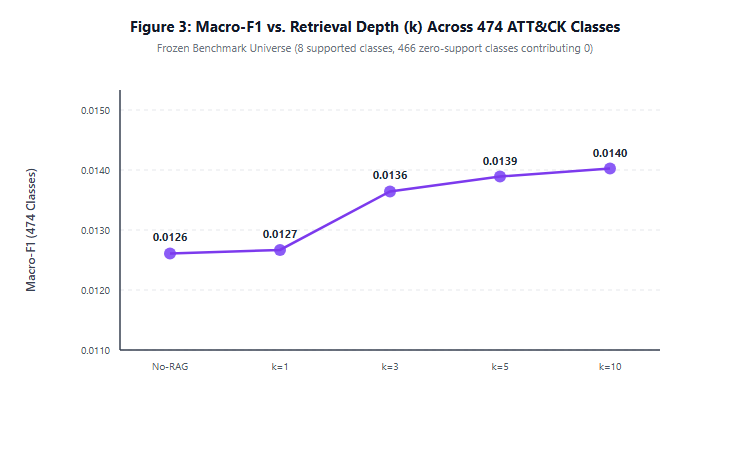 Figure 3: Macro-F1 vs. Retrieval Depth (k) Across 474 ATT&CK Classes
Frozen Benchmark Universe (8 supported classes, 466 zero-support classes contributing 0)
Macro-F1 (474 Classes)
0.0150
0.0140
0.0130
0.0120
0.0110
0.0126
0.0127
0.0136
0.0139
0.0140
No-RAG
k=1
k=3
k=5
k=10